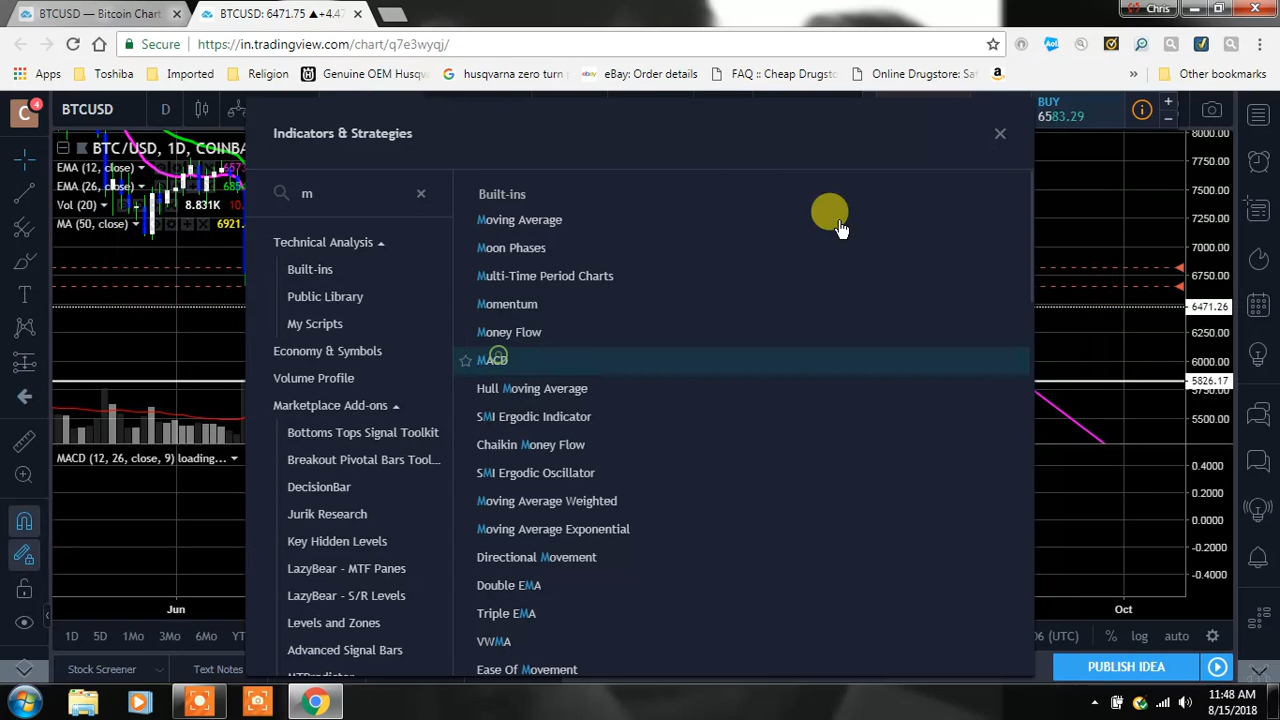 BTCUSD — Bitcoin Chart
BTCUSD: 6471.75 ▲+4.47
Chris
Secure
https://in.tradingview.com/chart/q7e3wyqj/
Apps
Toshiba
Imported
Religion
Genuine OEM Husqv
husqvarna zero turn
eBay: Order details
FAQ :: Cheap Drugst
Online Drugstore: Sa
»
Other bookmarks
C
4
BTCUSD
D
BUY
6583.29
Indicators & Strategies
BTC/USD, 1D, COINBA
EMA (12, close)
EMA (26, close)
Vol (20)
8.831K
MA (50, close)
6921.
MACD (12, 26, close, 9) loading...
m
Technical Analysis
Built-ins
Public Library
My Scripts
Economy & Symbols
Volume Profile
Marketplace Add-ons
Bottoms Tops Signal Toolkit
Breakout Pivotal Bars Tool...
DecisionBar
Jurik Research
Key Hidden Levels
LazyBear - MTF Panes
LazyBear - S/R Levels
Levels and Zones
Advanced Signal Bars
Built-ins
Moving Average
Moon Phases
Multi-Time Period Charts
Momentum
Money Flow
MACD
Hull Moving Average
SMI Ergodic Indicator
Chaikin Money Flow
SMI Ergodic Oscillator
Moving Average Weighted
Moving Average Exponential
Directional Movement
Double EMA
Triple EMA
VWMA
Ease Of Movement
8000.00
7750.00
7500.00
7250.00
7000.00
6750.00
6471.26
6250.00
6000.00
5826.17
5750.00
5500.00
0.4000
0.2000
0.0000
-0.2000
-0.4000
Jun
Oct
1D
5D
1Mo
3Mo
6Mo
YT
06 (UTC)
%
log
auto
Stock Screener
Text Notes
PUBLISH IDEA
11:48 AM
8/15/2018